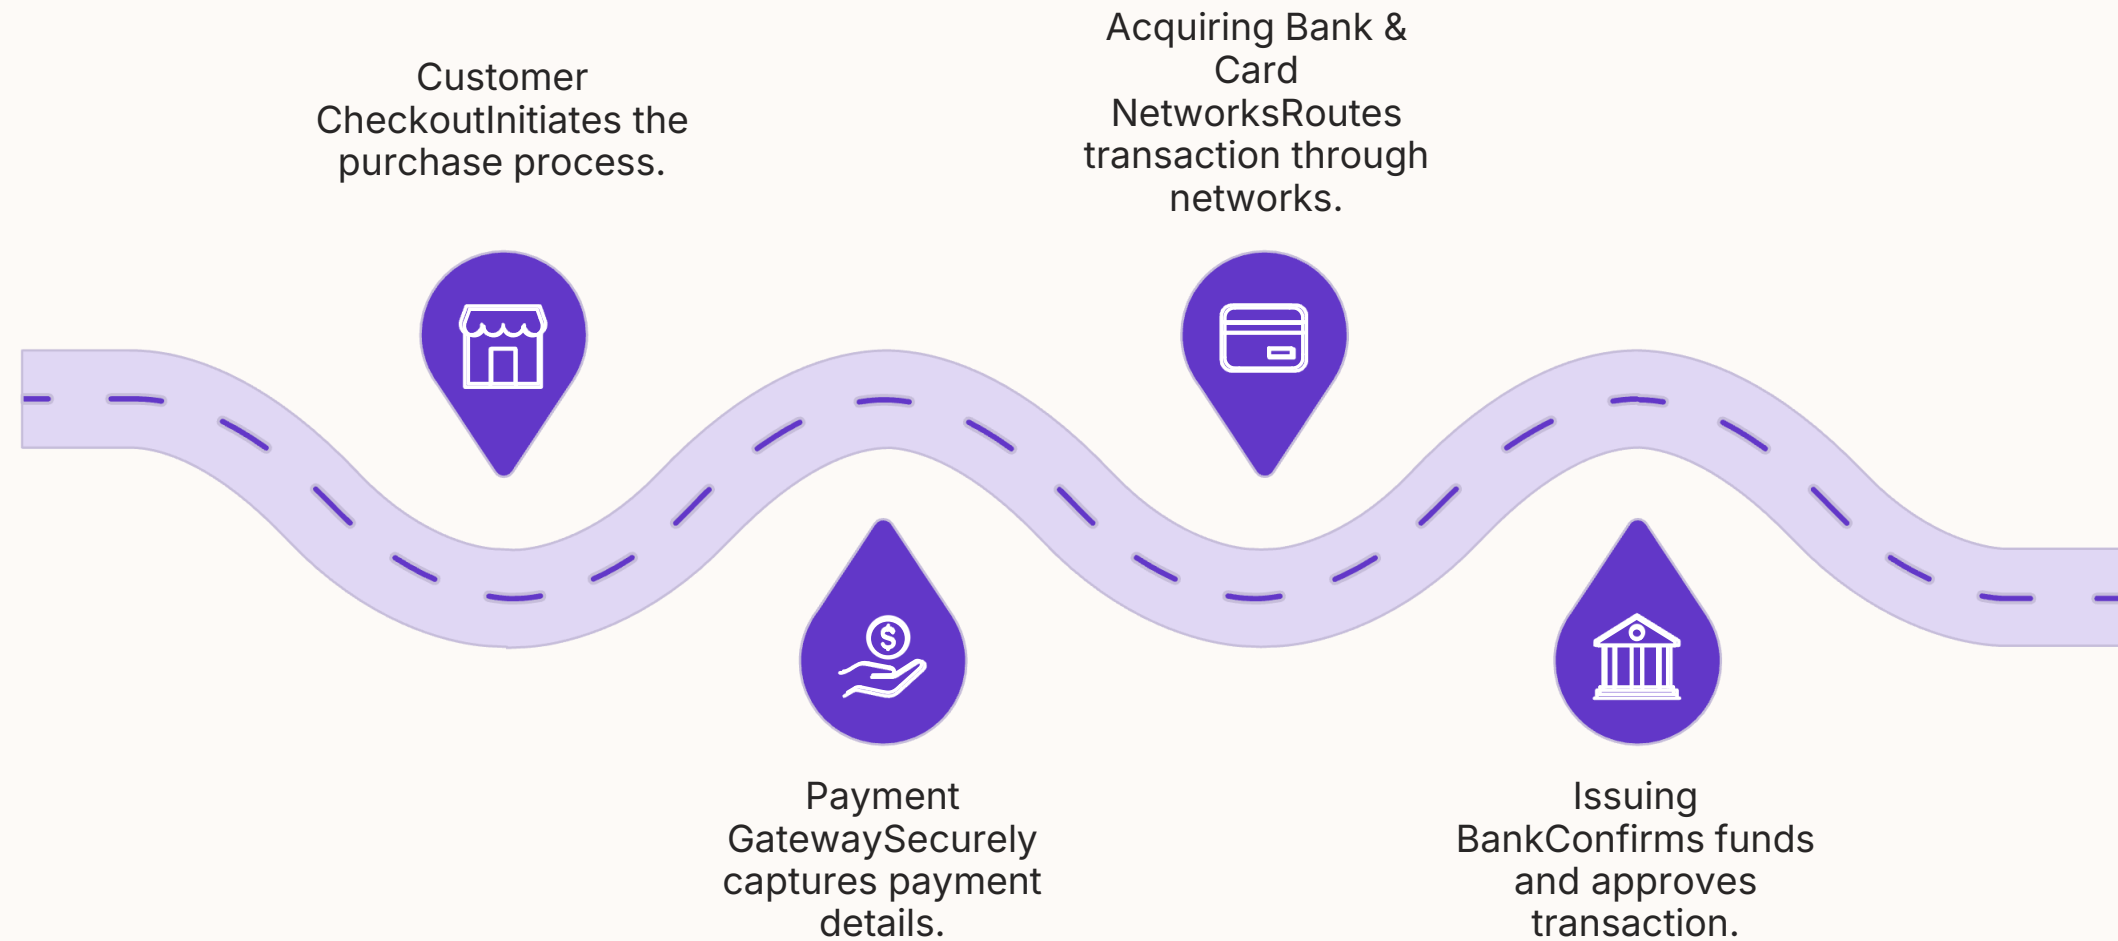 Customer
CheckoutInitiates the
purchase process.
Payment
GatewaySecurely
captures payment
details.
Acquiring Bank &
Card
NetworksRoutes
transaction through
networks.
Issuing
BankConfirms funds
and approves
transaction.